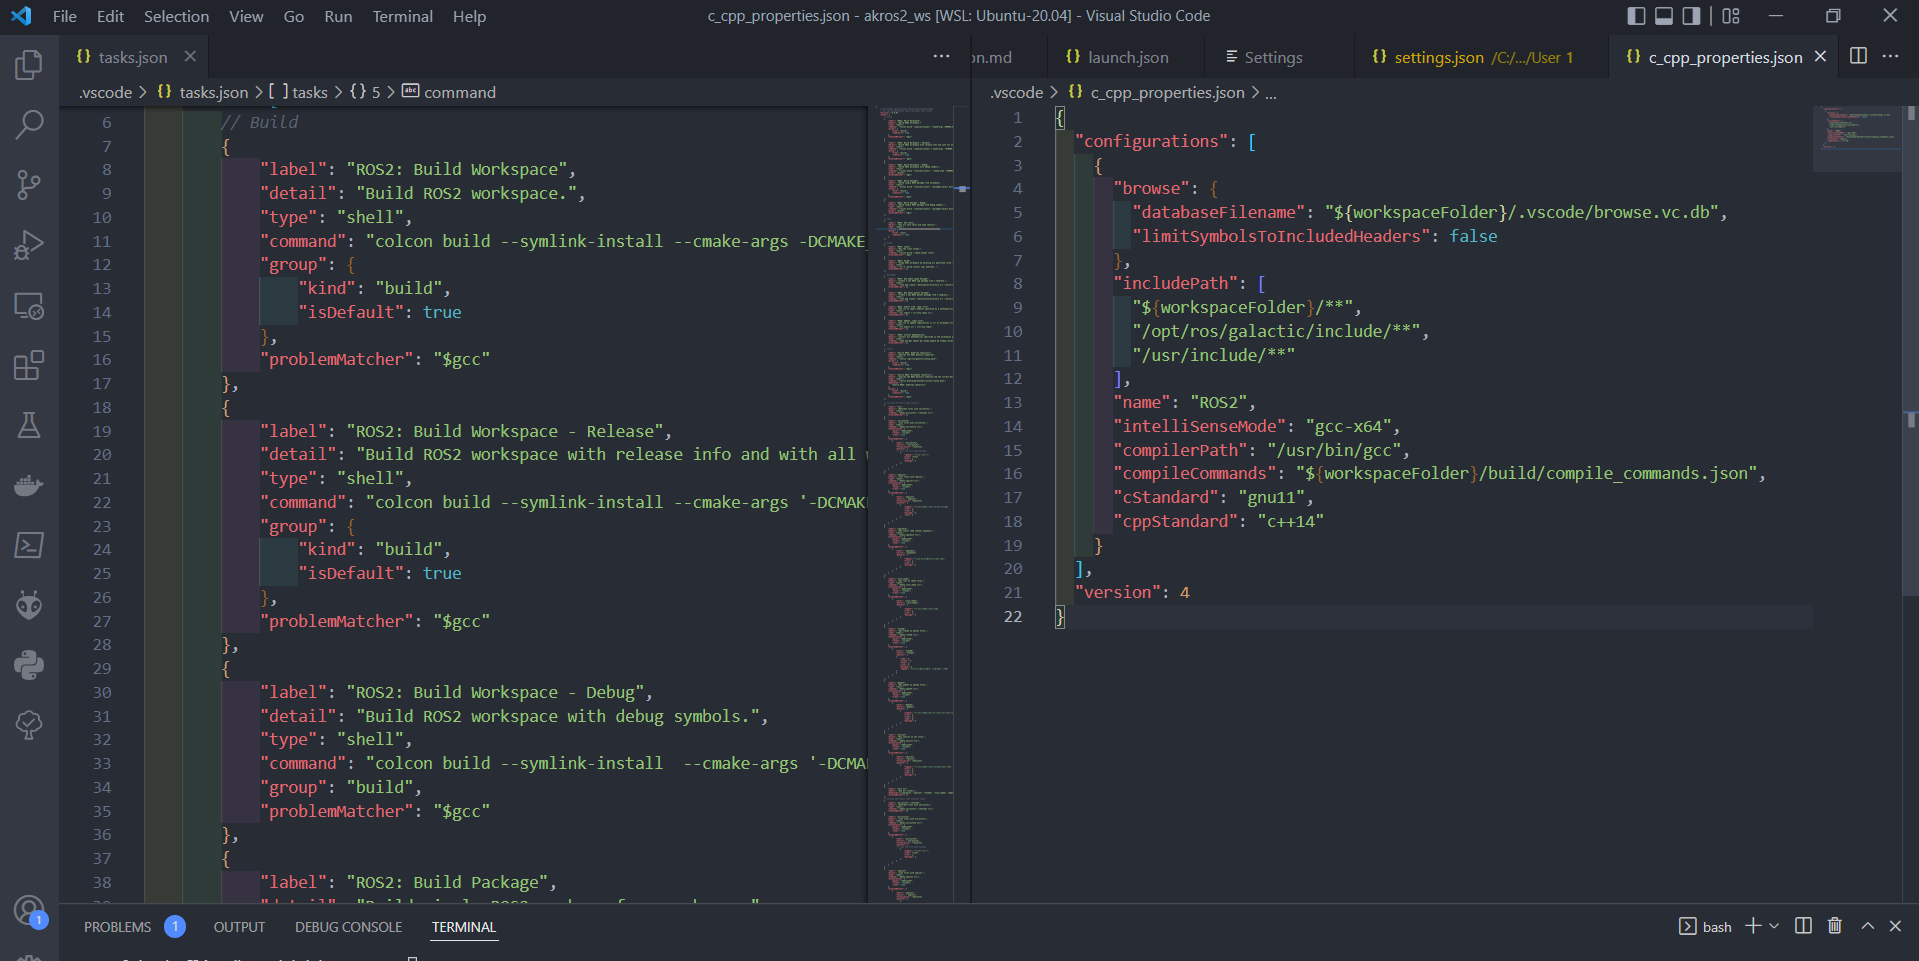 File Edit Selection View Go Run Terminal Help
c_cpp_properties.json - akros2_ws [WSL: Ubuntu-20.04] - Visual Studio Code
{} tasks.json
on.md
{} launch.json
Settings
{} settings.json /C:/.../User 1
{} c_cpp_properties.json
.vscode > {} tasks.json > [ ] tasks > {} 5 > command
6 // Build
7 {
8 "label": "ROS2: Build Workspace",
9 "detail": "Build ROS2 workspace.",
10 "type": "shell",
11 "command": "colcon build --symlink-install --cmake-args -DCMAKE_
12 "group": {
13 "kind": "build",
14 "isDefault": true
15 },
16 "problemMatcher": "$gcc"
17 },
18 {
19 "label": "ROS2: Build Workspace - Release",
20 "detail": "Build ROS2 workspace with release info and with all
21 "type": "shell",
22 "command": "colcon build --symlink-install --cmake-args '-DCMAK
23 "group": {
24 "kind": "build",
25 "isDefault": true
26 },
27 "problemMatcher": "$gcc"
28 },
29 {
30 "label": "ROS2: Build Workspace - Debug",
31 "detail": "Build ROS2 workspace with debug symbols.",
32 "type": "shell",
33 "command": "colcon build --symlink-install  --cmake-args '-DCMA
34 "group": "build",
35 "problemMatcher": "$gcc"
36 },
37 {
38 "label": "ROS2: Build Package",
.vscode > {} c_cpp_properties.json > ...
1 {
2 "configurations": [
3 {
4 "browse": {
5 "databaseFilename": "${workspaceFolder}/.vscode/browse.vc.db",
6 "limitSymbolsToIncludedHeaders": false
7 },
8 "includePath": [
9 "${workspaceFolder}/**",
10 "/opt/ros/galactic/include/**",
11 "/usr/include/**"
12 ],
13 "name": "ROS2",
14 "intelliSenseMode": "gcc-x64",
15 "compilerPath": "/usr/bin/gcc",
16 "compileCommands": "${workspaceFolder}/build/compile_commands.json",
17 "cStandard": "gnu11",
18 "cppStandard": "c++14"
19 }
20 ],
21 "version": 4
22 }
PROBLEMS 1 OUTPUT DEBUG CONSOLE TERMINAL
bash
1